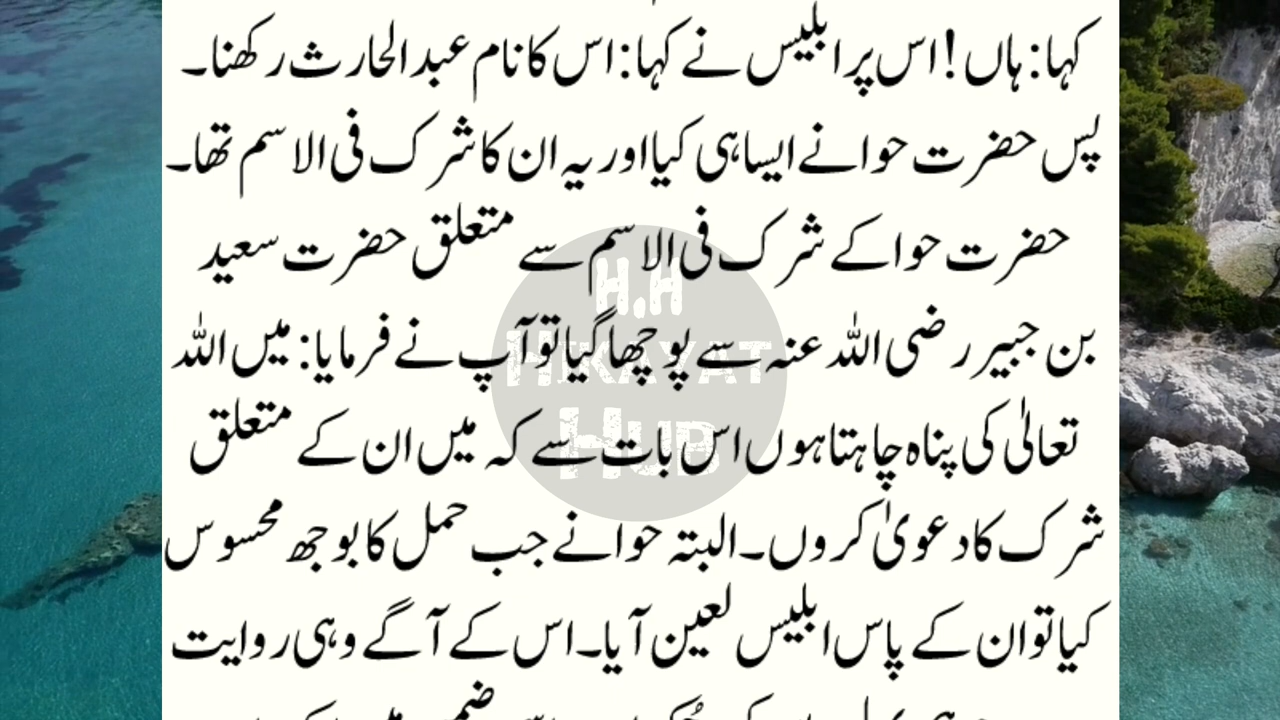 کہا: ہاں! اس پر ابلیس نے کہا: اس کا نام عبد الحارث رکھنا۔
پس حضرت حوا نے ایسا ہی کیا اور یہ ان کا شرک فی الاسم تھا۔
حضرت حوا کے شرک فی الاسم سے متعلق حضرت سعید
بن جبیر رضی اللہ عنہ سے پوچھا گیا تو آپ نے فرمایا: میں اللہ
تعالیٰ کی پناہ چاہتا ہوں اس بات سے کہ میں ان کے متعلق
شرک کا دعویٰ کروں۔ البتہ حوا نے جب حمل کا بوجھ محسوس
کیا تو ان کے پاس ابلیس لعین آیا۔ اس کے آگے وہی روایت
H.H
HIKAYAT
HUB